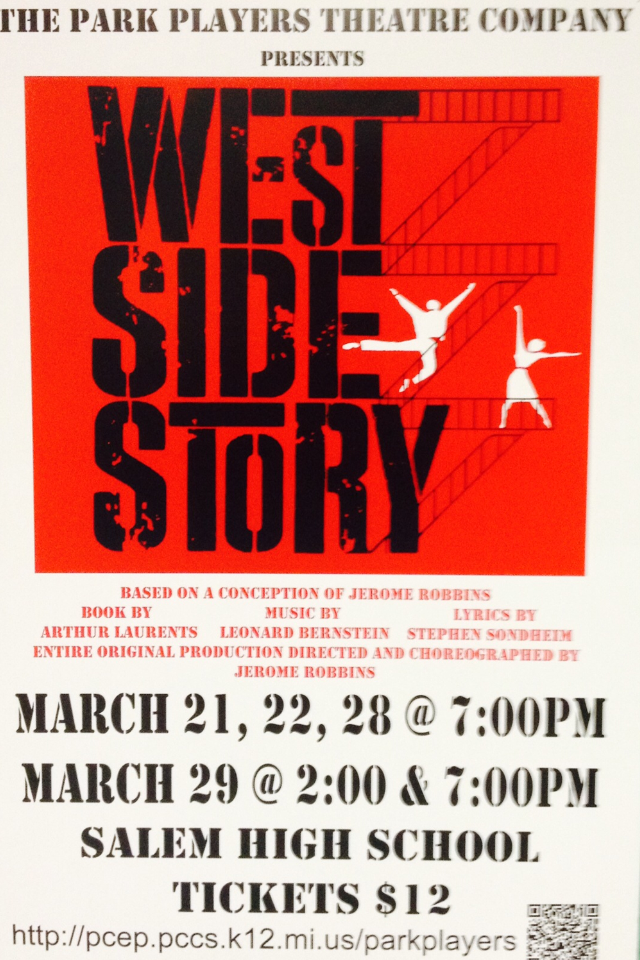 THE PARK PLAYERS THEATRE COMPANY
PRESENTS
WEST
SIDE
STORY
BASED ON A CONCEPTION OF JEROME ROBBINS
BOOK BY MUSIC BY LYRICS BY
ARTHUR LAURENTS LEONARD BERNSTEIN STEPHEN SONDHEIM
ENTIRE ORIGINAL PRODUCTION DIRECTED AND CHOREOGRAPHED BY
JEROME ROBBINS
MARCH 21, 22, 28 @ 7:00PM
MARCH 29 @ 2:00 & 7:00PM
SALEM HIGH SCHOOL
TICKETS $12
http://pcep.pccs.k12.mi.us/parkplayers